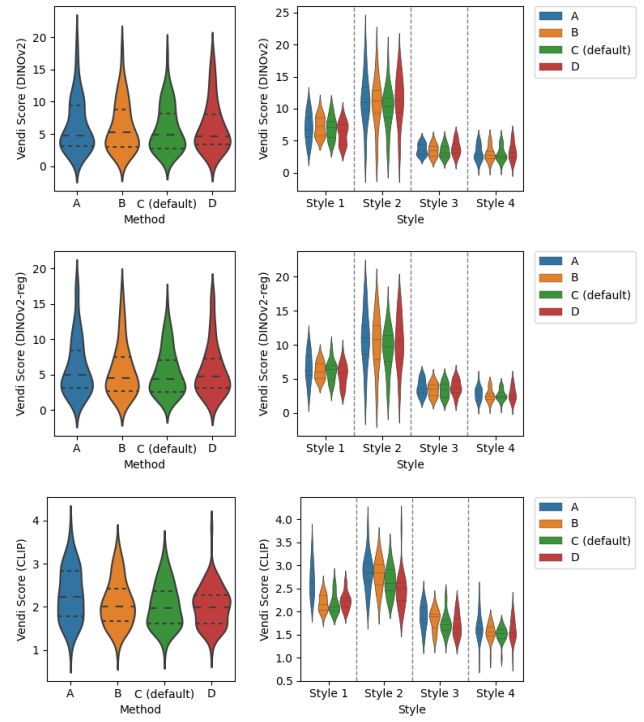 Vendi Score (DINOv2)
20
15
10
5
0
A
B
C (default)
D
Method
Vendi Score (DINOv2)
25
20
15
10
5
0
Style 1
Style 2
Style 3
Style 4
Style
A
B
C (default)
D
Vendi Score (DINOv2-reg)
20
15
10
5
0
A
B
C (default)
D
Method
Vendi Score (DINOv2-reg)
20
15
10
5
0
Style 1
Style 2
Style 3
Style 4
Style
A
B
C (default)
D
Vendi Score (CLIP)
4
3
2
1
A
B
C (default)
D
Method
Vendi Score (CLIP)
4.0
3.5
3.0
2.5
2.0
1.5
1.0
0.5
Style 1
Style 2
Style 3
Style 4
Style
A
B
C (default)
D